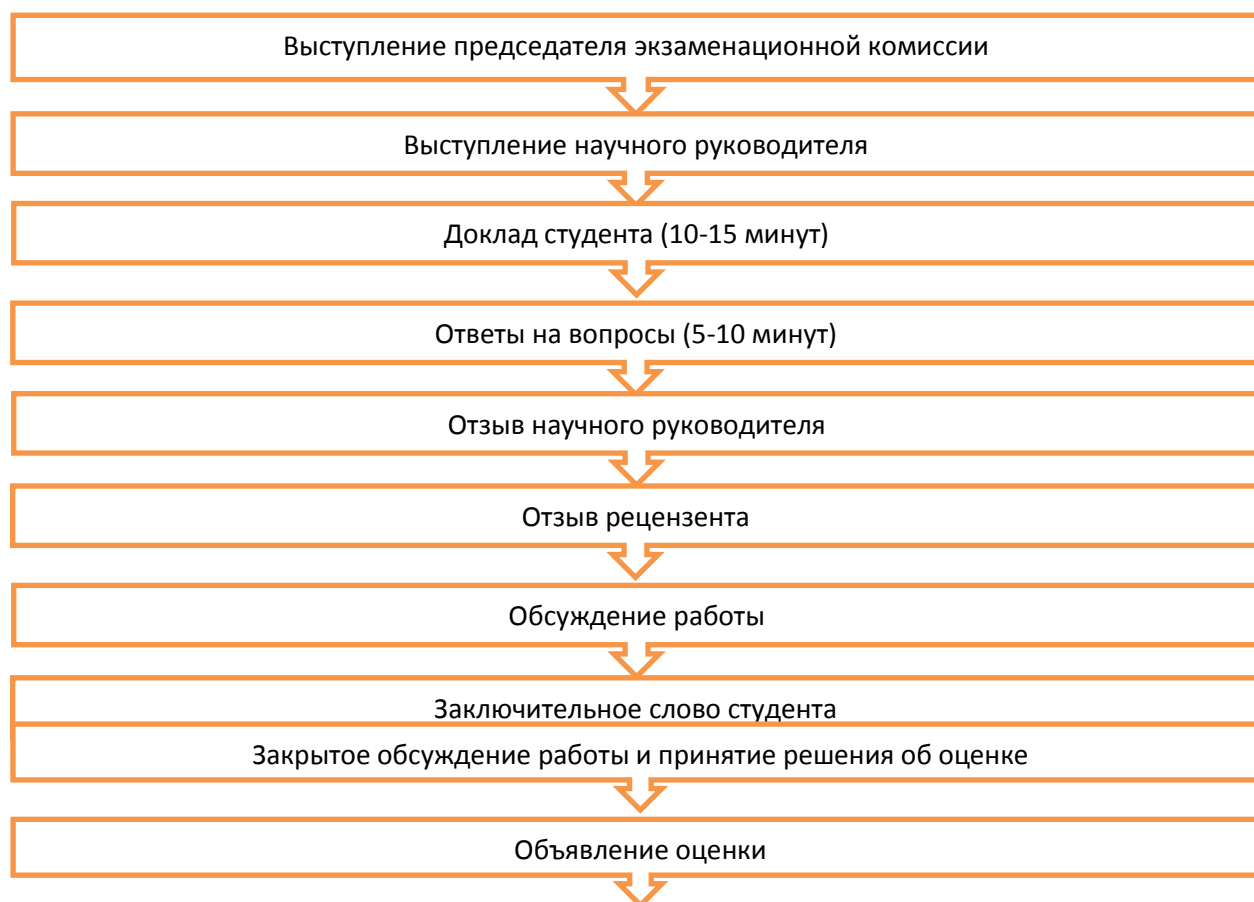 Выступление председателя экзаменационной комиссии
Выступление научного руководителя
Доклад студента (10-15 минут)
Ответы на вопросы (5-10 минут)
Отзыв научного руководителя
Отзыв рецензента
Обсуждение работы
Заключительное слово студента
Закрытое обсуждение работы и принятие решения об оценке
Объявление оценки